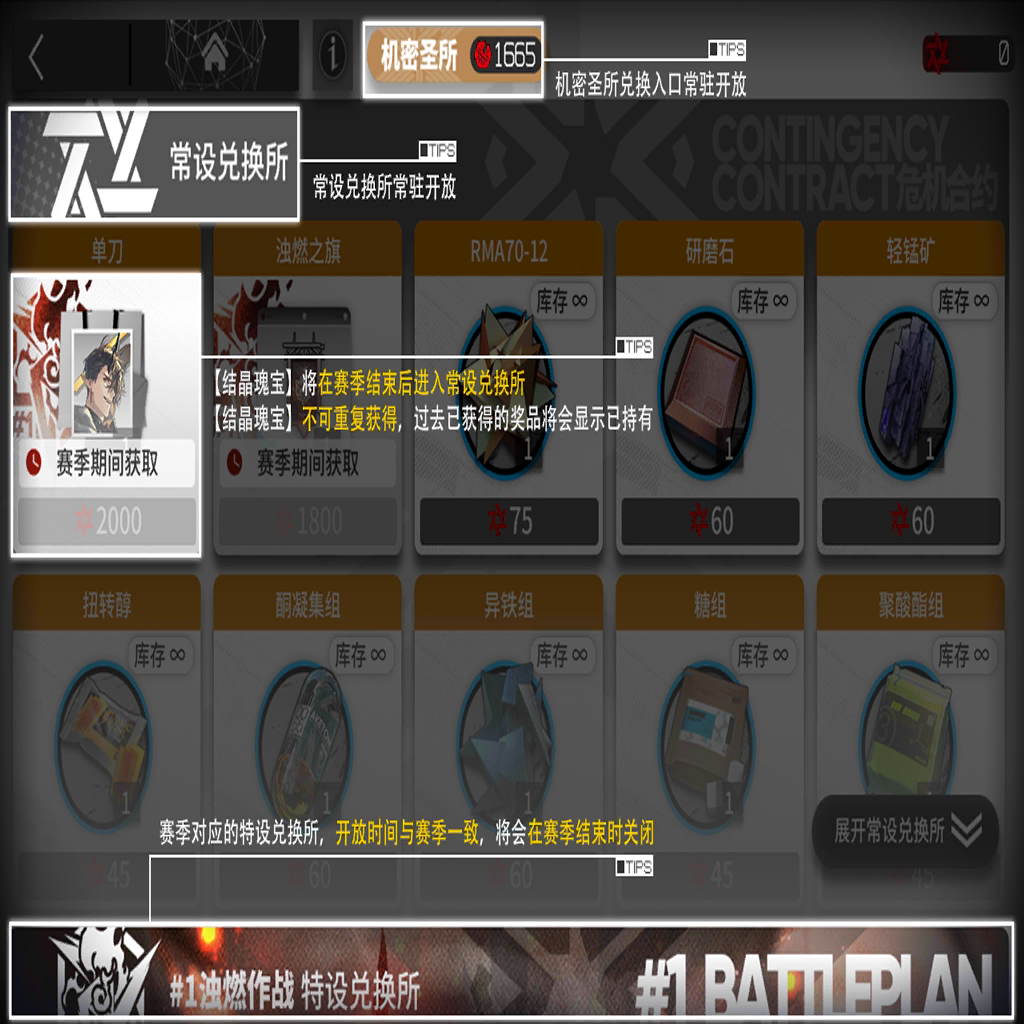 机密圣所 1665
TIPS
机密圣所兑换入口常驻开放
0
常设兑换所
TIPS
常设兑换所常驻开放
CONTINGENCY
CONTRACT危机合约
单刀
浊燃之旗
RMA70-12
研磨石
轻锰矿
库存 ∞
库存 ∞
库存 ∞
TIPS
【结晶瑰宝】将在赛季结束后进入常设兑换所
【结晶瑰宝】不可重复获得，过去已获得的奖品将会显示已持有
1
1
1
赛季期间获取
赛季期间获取
2000
1800
75
60
60
扭转醇
酮凝集组
异铁组
糖组
聚酸酯组
库存 ∞
库存 ∞
库存 ∞
库存 ∞
库存 ∞
1
1
1
1
赛季对应的特设兑换所，开放时间与赛季一致，将会在赛季结束时关闭
TIPS
展开常设兑换所
45
60
60
45
45
#1浊燃作战 特设兑换所
#1 BATTLEPLAN